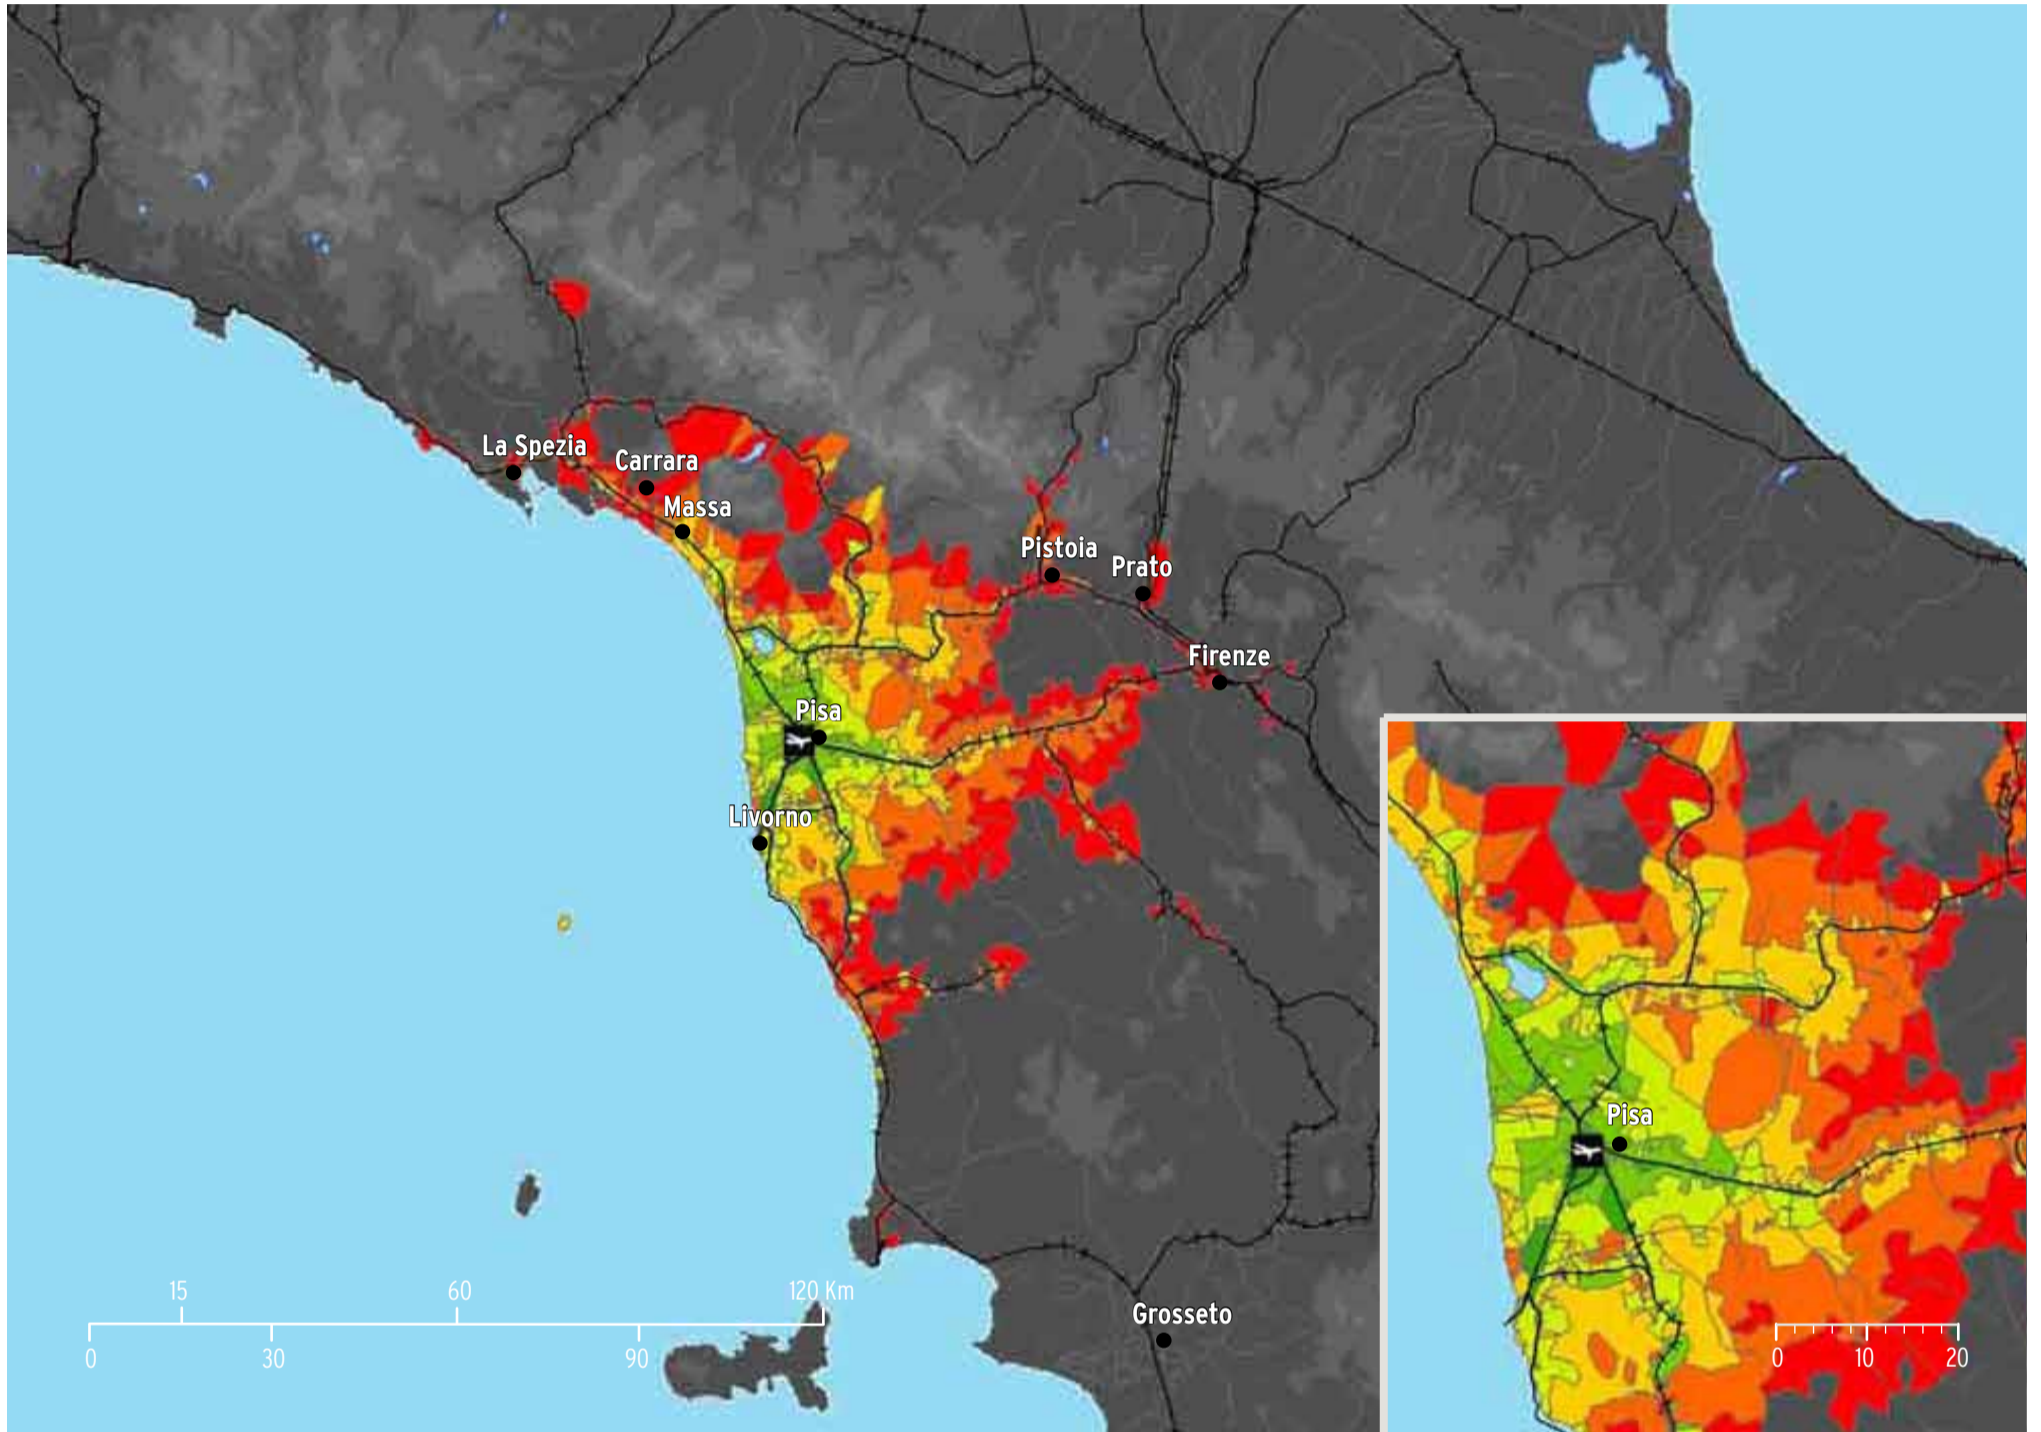 La Spezia
Carrara
Massa
Pistoia
Prato
Firenze
Pisa
Livorno
Pisa
15 60 120 Km
0 30 90
Grosseto
0 10 20